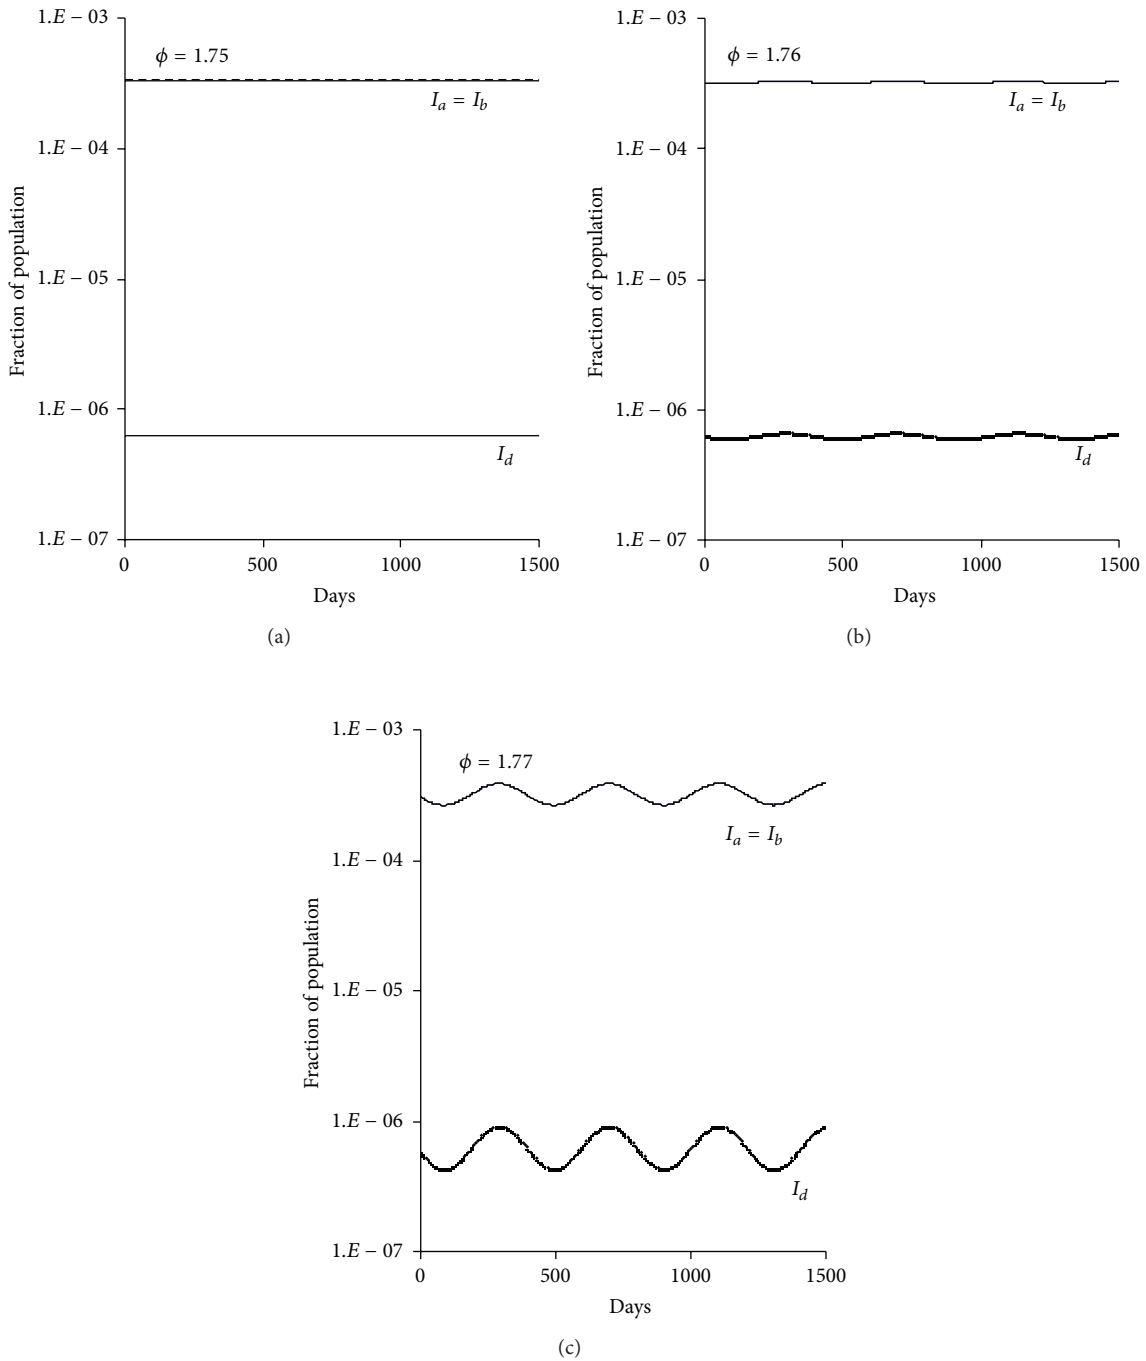 1.E − 03
ϕ = 1.75
I_a = I_b
1.E − 04
Fraction of population
1.E − 05
1.E − 06
I_d
1.E − 07
0 500 1000 1500
Days
(a)
1.E − 03
ϕ = 1.76
I_a = I_b
1.E − 04
Fraction of population
1.E − 05
1.E − 06
I_d
1.E − 07
0 500 1000 1500
Days
(b)
1.E − 03
ϕ = 1.77
I_a = I_b
1.E − 04
Fraction of population
1.E − 05
1.E − 06
I_d
1.E − 07
0 500 1000 1500
Days
(c)